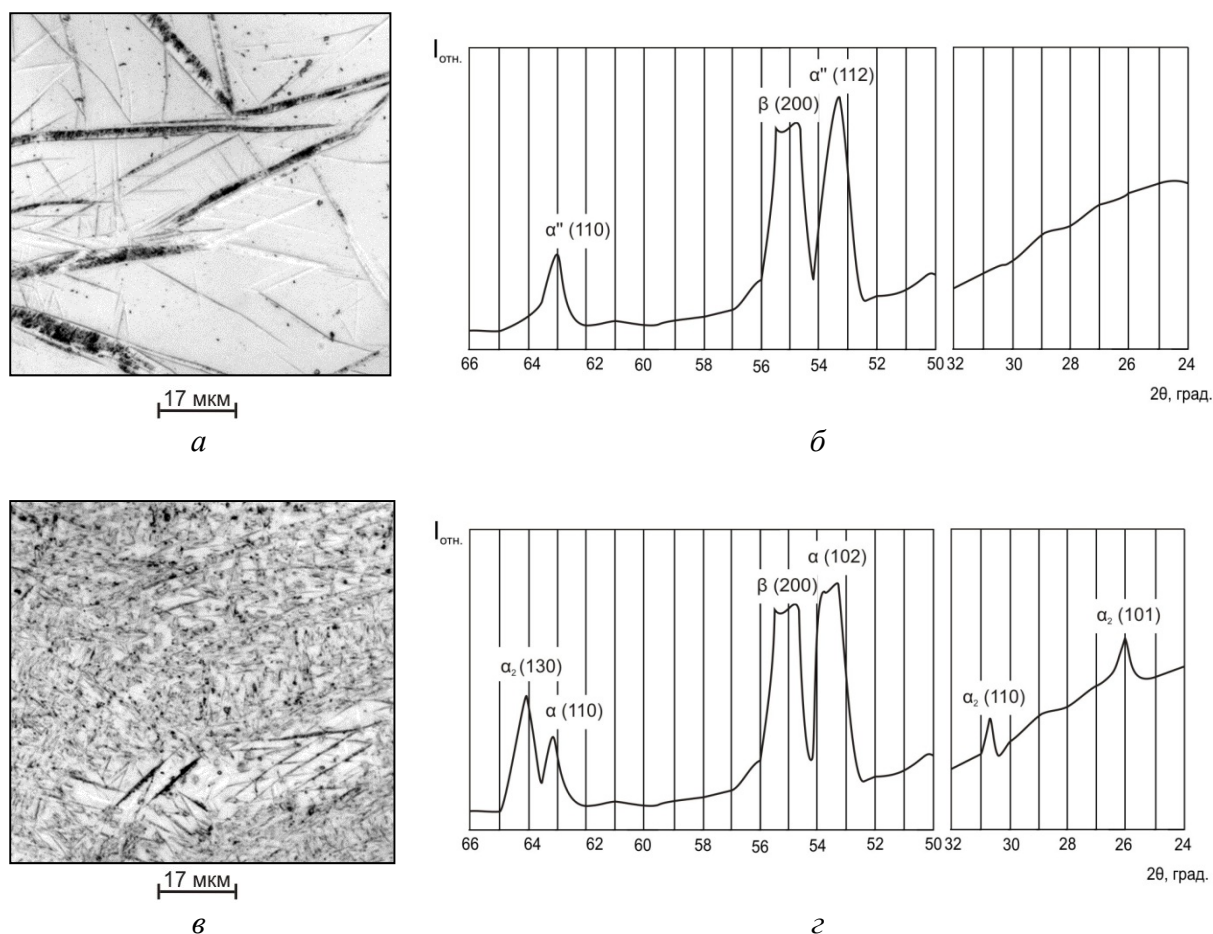 Iотн.
α" (112)
β (200)
α" (110)
66 64 63 62 60 58 56 54 52 50 32 30 28 26 24
2θ, град.
17 мкм
а
б
Iотн.
α (102)
β (200)
α₂ (101)
α₂ (130)
α (110)
α₂ (110)
66 64 62 60 58 56 54 52 50 32 30 28 26 24
2θ, град.
17 мкм
в
г